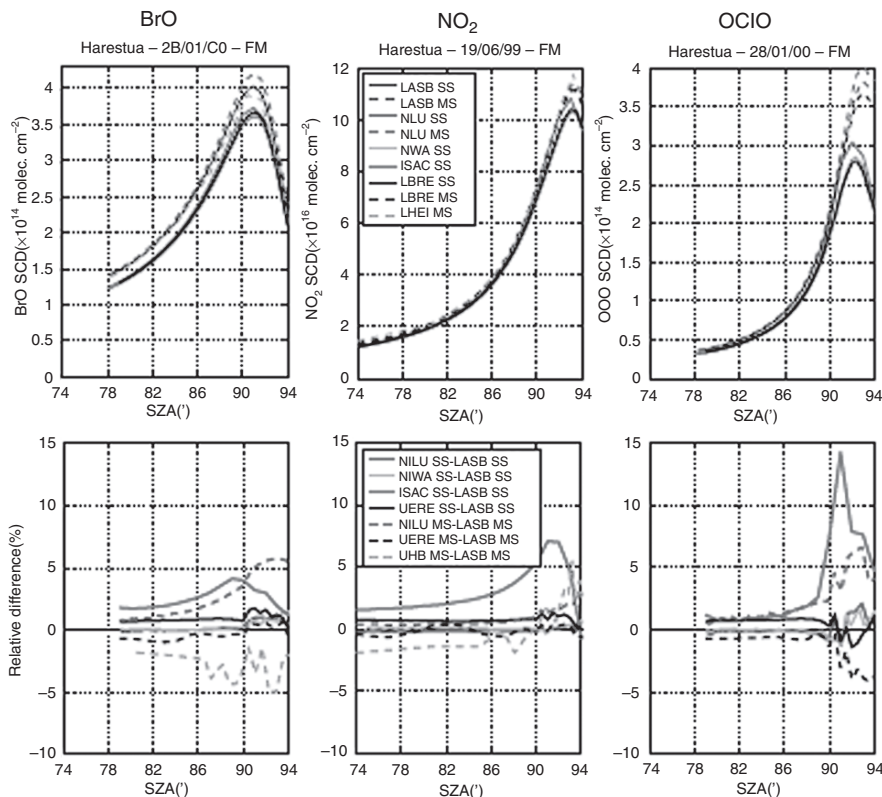 BrO
NO2
OClO
Harestua – 2B/01/C0 – FM
Harestua – 19/06/99 – FM
Harestua – 28/01/00 – FM
BrO SCD(×10^14 molec. cm^-2)
4
3.5
3
2.5
2
1.5
1
0.5
0
74 78 82 86 90 94
SZA(')
NO2 SCD(×10^16 molec. cm^-2)
12
10
8
6
4
2
0
LASB SS
LASB MS
NLU SS
NLU MS
NWA SS
ISAC SS
LBRE SS
LBRE MS
LHEI MS
74 78 82 86 90 94
SZA(')
OOO SCD(×10^14 molec. cm^-2)
4
3.5
3
2.5
2
1.5
1
0.5
0
74 78 82 86 90 94
SZA(')
Relative difference(%)
15
10
5
0
−5
−10
74 78 82 86 90 94
SZA(')
15
10
5
0
−5
−10
NILU SS-LASB SS
NIWA SS-LASB SS
ISAC SS-LASB SS
UERE SS-LASB SS
NILU MS-LASB MS
UERE MS-LASB MS
UHB MS-LASB MS
74 78 82 86 90 94
SZA(')
15
10
5
0
−5
−10
74 78 82 86 90 94
SZA(')